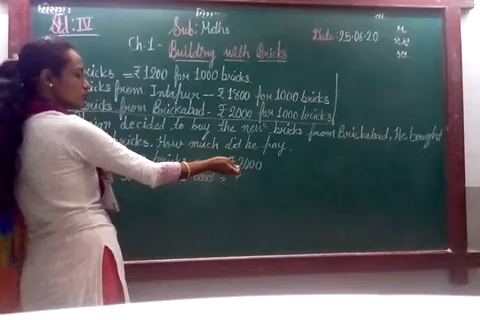 Std: IV
Sub: Maths
Date: 25-06-20
Ch. 1 - Building with Bricks
bricks = ₹1200 for 1000 bricks
from Intapur - ₹1800 for 1000 bricks
bricks from Brickabad - ₹2000 for 1000 bricks
decided to buy the new bricks from Brickabad. He bought
bricks. How much did he pay.
bricks 2000
cost = ?